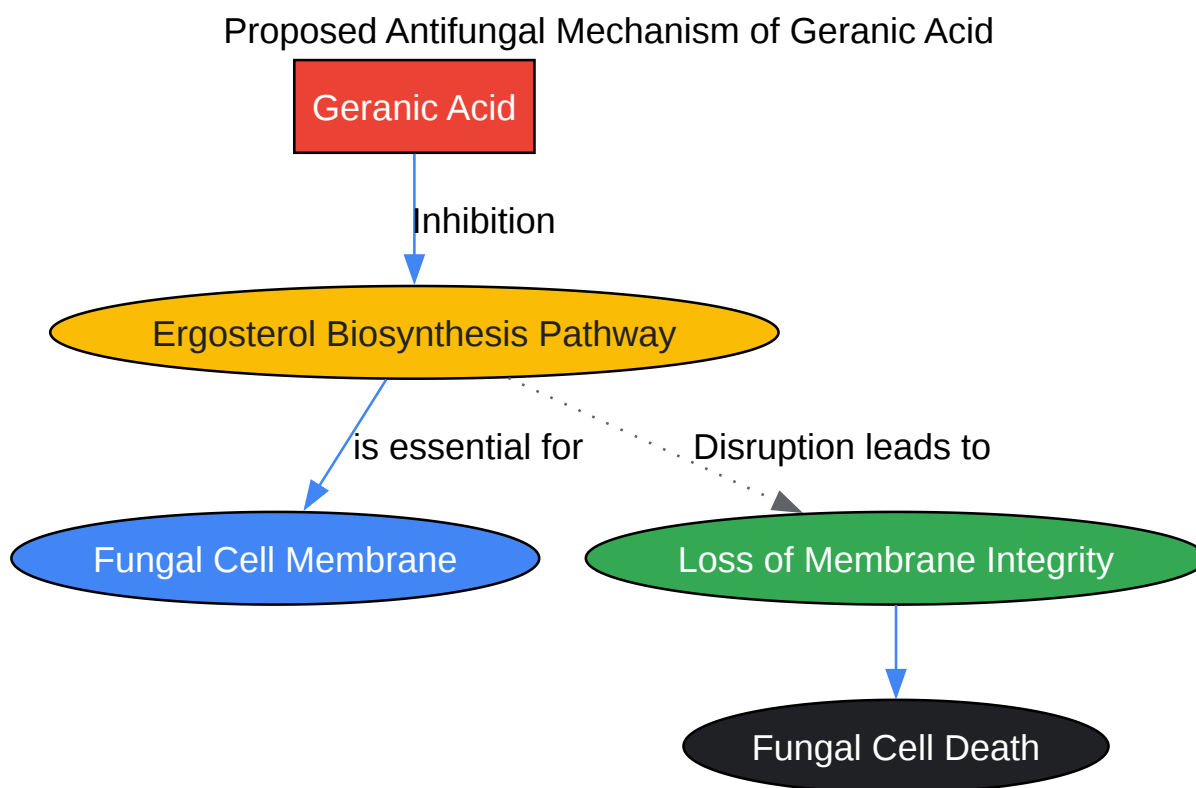 Proposed Antifungal Mechanism of Geranic Acid
Geranic Acid
Inhibition
Ergosterol Biosynthesis Pathway
is essential for
Disruption leads to
Fungal Cell Membrane
Loss of Membrane Integrity
Fungal Cell Death